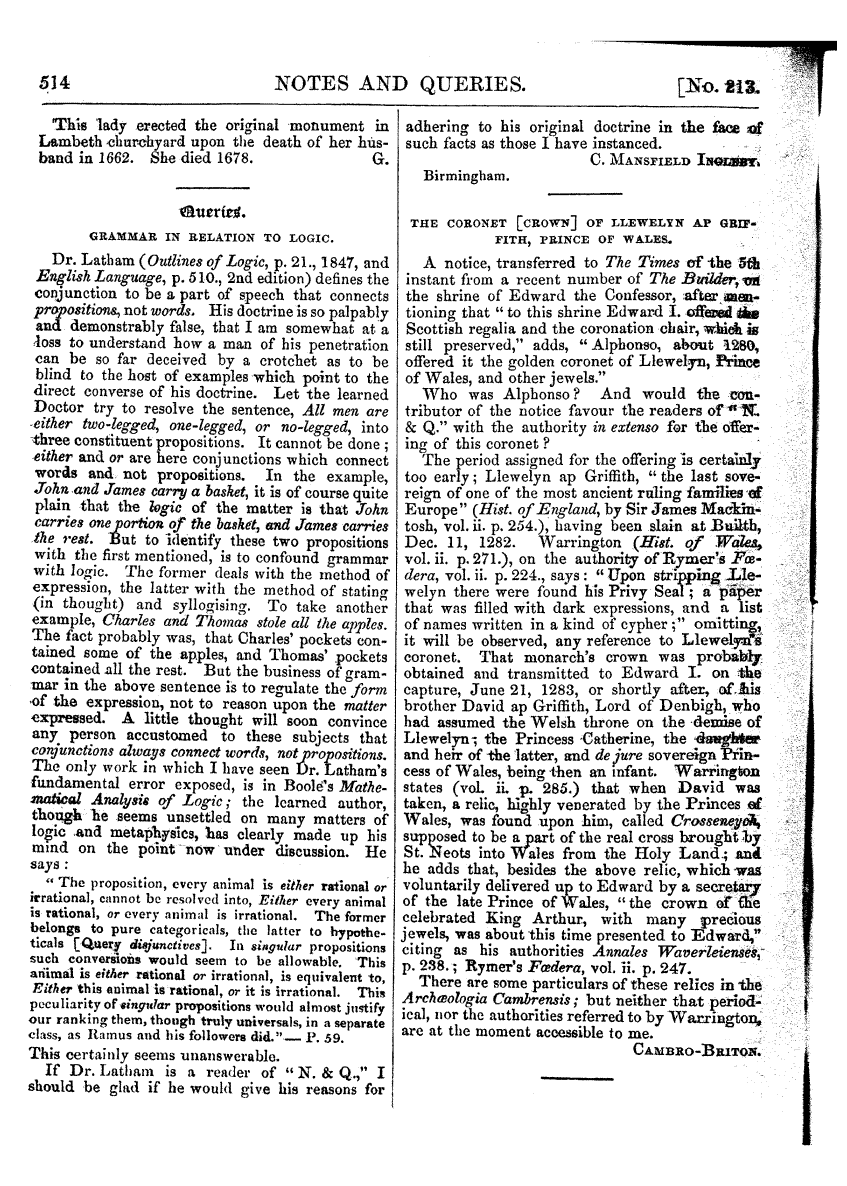 514 NOTES AND QUERIES. [No. 213.
This lady erected the original monument in
Lambeth churchyard upon the death of her hus-
band in 1662. She died 1678. G.
Queries.
GRAMMAR IN RELATION TO LOGIC.
Dr. Latham (Outlines of Logic, p. 21., 1847, and
English Language, p. 510., 2nd edition) defines the
conjunction to be a part of speech that connects
propositions, not words. His doctrine is so palpably
and demonstrably false, that I am somewhat at a
loss to understand how a man of his penetration
can be so far deceived by a crotchet as to be
blind to the host of examples which point to the
direct converse of his doctrine. Let the learned
Doctor try to resolve the sentence, All men are
either two-legged, one-legged, or no-legged, into
three constituent propositions. It cannot be done;
either and or are here conjunctions which connect
words and not propositions. In the example,
John and James carry a basket, it is of course quite
plain that the logic of the matter is that John
carries one portion of the basket, and James carries
the rest. But to identify these two propositions
with the first mentioned, is to confound grammar
with logic. The former deals with the method of
expression, the latter with the method of stating
(in thought) and syllogising. To take another
example, Charles and Thomas stole all the apples.
The fact probably was, that Charles' pockets con-
tained some of the apples, and Thomas' pockets
contained all the rest. But the business of gram-
mar in the above sentence is to regulate the form
of the expression, not to reason upon the matter
expressed. A little thought will soon convince
any person accustomed to these subjects that
conjunctions always connect words, not propositions.
The only work in which I have seen Dr. Latham's
fundamental error exposed, is in Boole's Mathe-
matical Analysis of Logic; the learned author,
though he seems unsettled on many matters of
logic and metaphysics, has clearly made up his
mind on the point now under discussion. He
says:
"The proposition, every animal is either rational or
irrational, cannot be resolved into, Either every animal
is rational, or every animal is irrational. The former
belongs to pure categoricals, the latter to hypothe-
ticals [Query disjunctives]. In singular propositions
such conversions would seem to be allowable. This
animal is either rational or irrational, is equivalent to,
Either this animal is rational, or it is irrational. This
peculiarity of singular propositions would almost justify
our ranking them, though truly universals, in a separate
class, as Ramus and his followers did."— P. 59.
This certainly seems unanswerable.
If Dr. Latham is a reader of "N. & Q.," I
should be glad if he would give his reasons for
adhering to his original doctrine in the face of
such facts as those I have instanced.
C. MANSFIELD INGLEBY.
Birmingham.
THE CORONET [CROWN] OF LLEWELYN AP GRIF-
FITH, PRINCE OF WALES.
A notice, transferred to The Times of the 5th
instant from a recent number of The Builder, on
the shrine of Edward the Confessor, after men-
tioning that "to this shrine Edward I. offered the
Scottish regalia and the coronation chair, which is
still preserved," adds, "Alphonso, about 1280,
offered it the golden coronet of Llewelyn, Prince
of Wales, and other jewels."
Who was Alphonso? And would the con-
tributor of the notice favour the readers of "N.
& Q." with the authority in extenso for the offer-
ing of this coronet?
The period assigned for the offering is certainly
too early; Llewelyn ap Griffith, "the last sove-
reign of one of the most ancient ruling families of
Europe" (Hist. of England, by Sir James Mackin-
tosh, vol. ii. p. 254.), having been slain at Builth,
Dec. 11, 1282. Warrington (Hist. of Wales,
vol. ii. p. 271.), on the authority of Rymer's Fœ-
dera, vol. ii. p. 224., says: "Upon stripping Lle-
welyn there were found his Privy Seal; a paper
that was filled with dark expressions, and a list
of names written in a kind of cypher;" omitting,
it will be observed, any reference to Llewelyn's
coronet. That monarch's crown was probably
obtained and transmitted to Edward I. on the
capture, June 21, 1283, or shortly after, of his
brother David ap Griffith, Lord of Denbigh, who
had assumed the Welsh throne on the demise of
Llewelyn; the Princess Catherine, the daughter
and heir of the latter, and de jure sovereign Prin-
cess of Wales, being then an infant. Warrington
states (vol. ii. p. 285.) that when David was
taken, a relic, highly venerated by the Princes of
Wales, was found upon him, called Crosseneych,
supposed to be a part of the real cross brought by
St. Neots into Wales from the Holy Land; and
he adds that, besides the above relic, which was
voluntarily delivered up to Edward by a secretary
of the late Prince of Wales, "the crown of the
celebrated King Arthur, with many precious
jewels, was about this time presented to Edward,"
citing as his authorities Annales Waverleienses,
p. 238.; Rymer's Fœdera, vol. ii. p. 247.
There are some particulars of these relics in the
Archæologia Cambrensis; but neither that period-
ical, nor the authorities referred to by Warrington,
are at the moment accessible to me.
CAMBRO-BRITON.